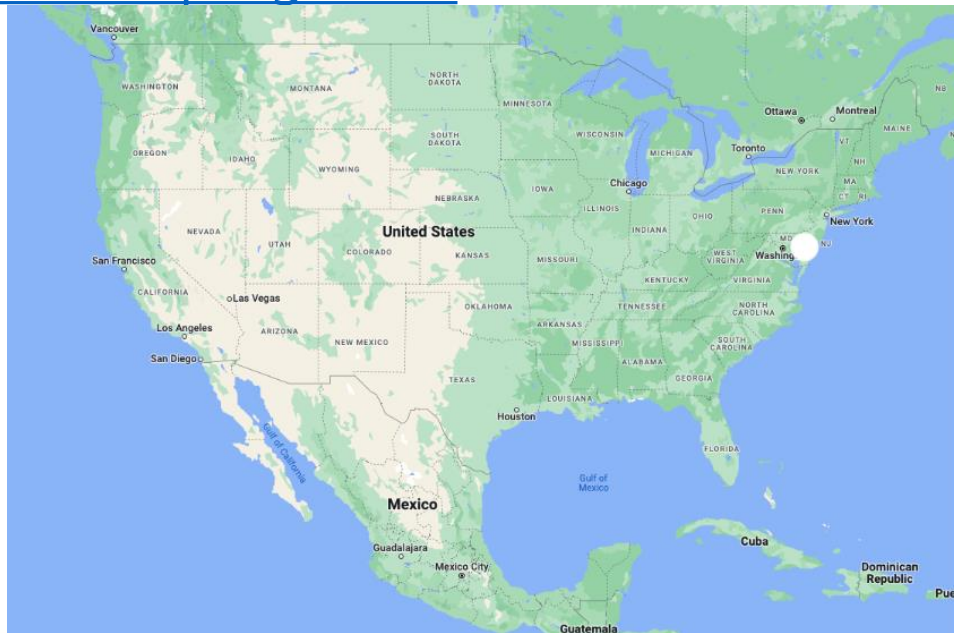 Vancouver
WASHINGTON
MONTANA
NORTH
DAKOTA
MINNESOTA
Ottawa
Montreal
NB
MAINE
OREGON
IDAHO
SOUTH
DAKOTA
WISCONSIN
MICHIGAN
Toronto
VT
NH
WYOMING
NEW YORK
MA
CT
RI
Chicago
IOWA
NEBRASKA
ILLINOIS
INDIANA
OHIO
PENN
New York
NEVADA
UTAH
COLORADO
United States
KANSAS
MISSOURI
WEST
VIRGINIA
NJ
San Francisco
CALIFORNIA
Las Vegas
KENTUCKY
VIRGINIA
Los Angeles
ARIZONA
NEW MEXICO
OKLAHOMA
ARKANSAS
TENNESSEE
NORTH
CAROLINA
San Diego
TEXAS
MISSISSIPPI
ALABAMA
SOUTH
CAROLINA
GEORGIA
LOUISIANA
Houston
FLORIDA
Gulf of California
Gulf of
Mexico
Mexico
Guadalajara
Mexico City
Cuba
Dominican
Republic
Guatemala